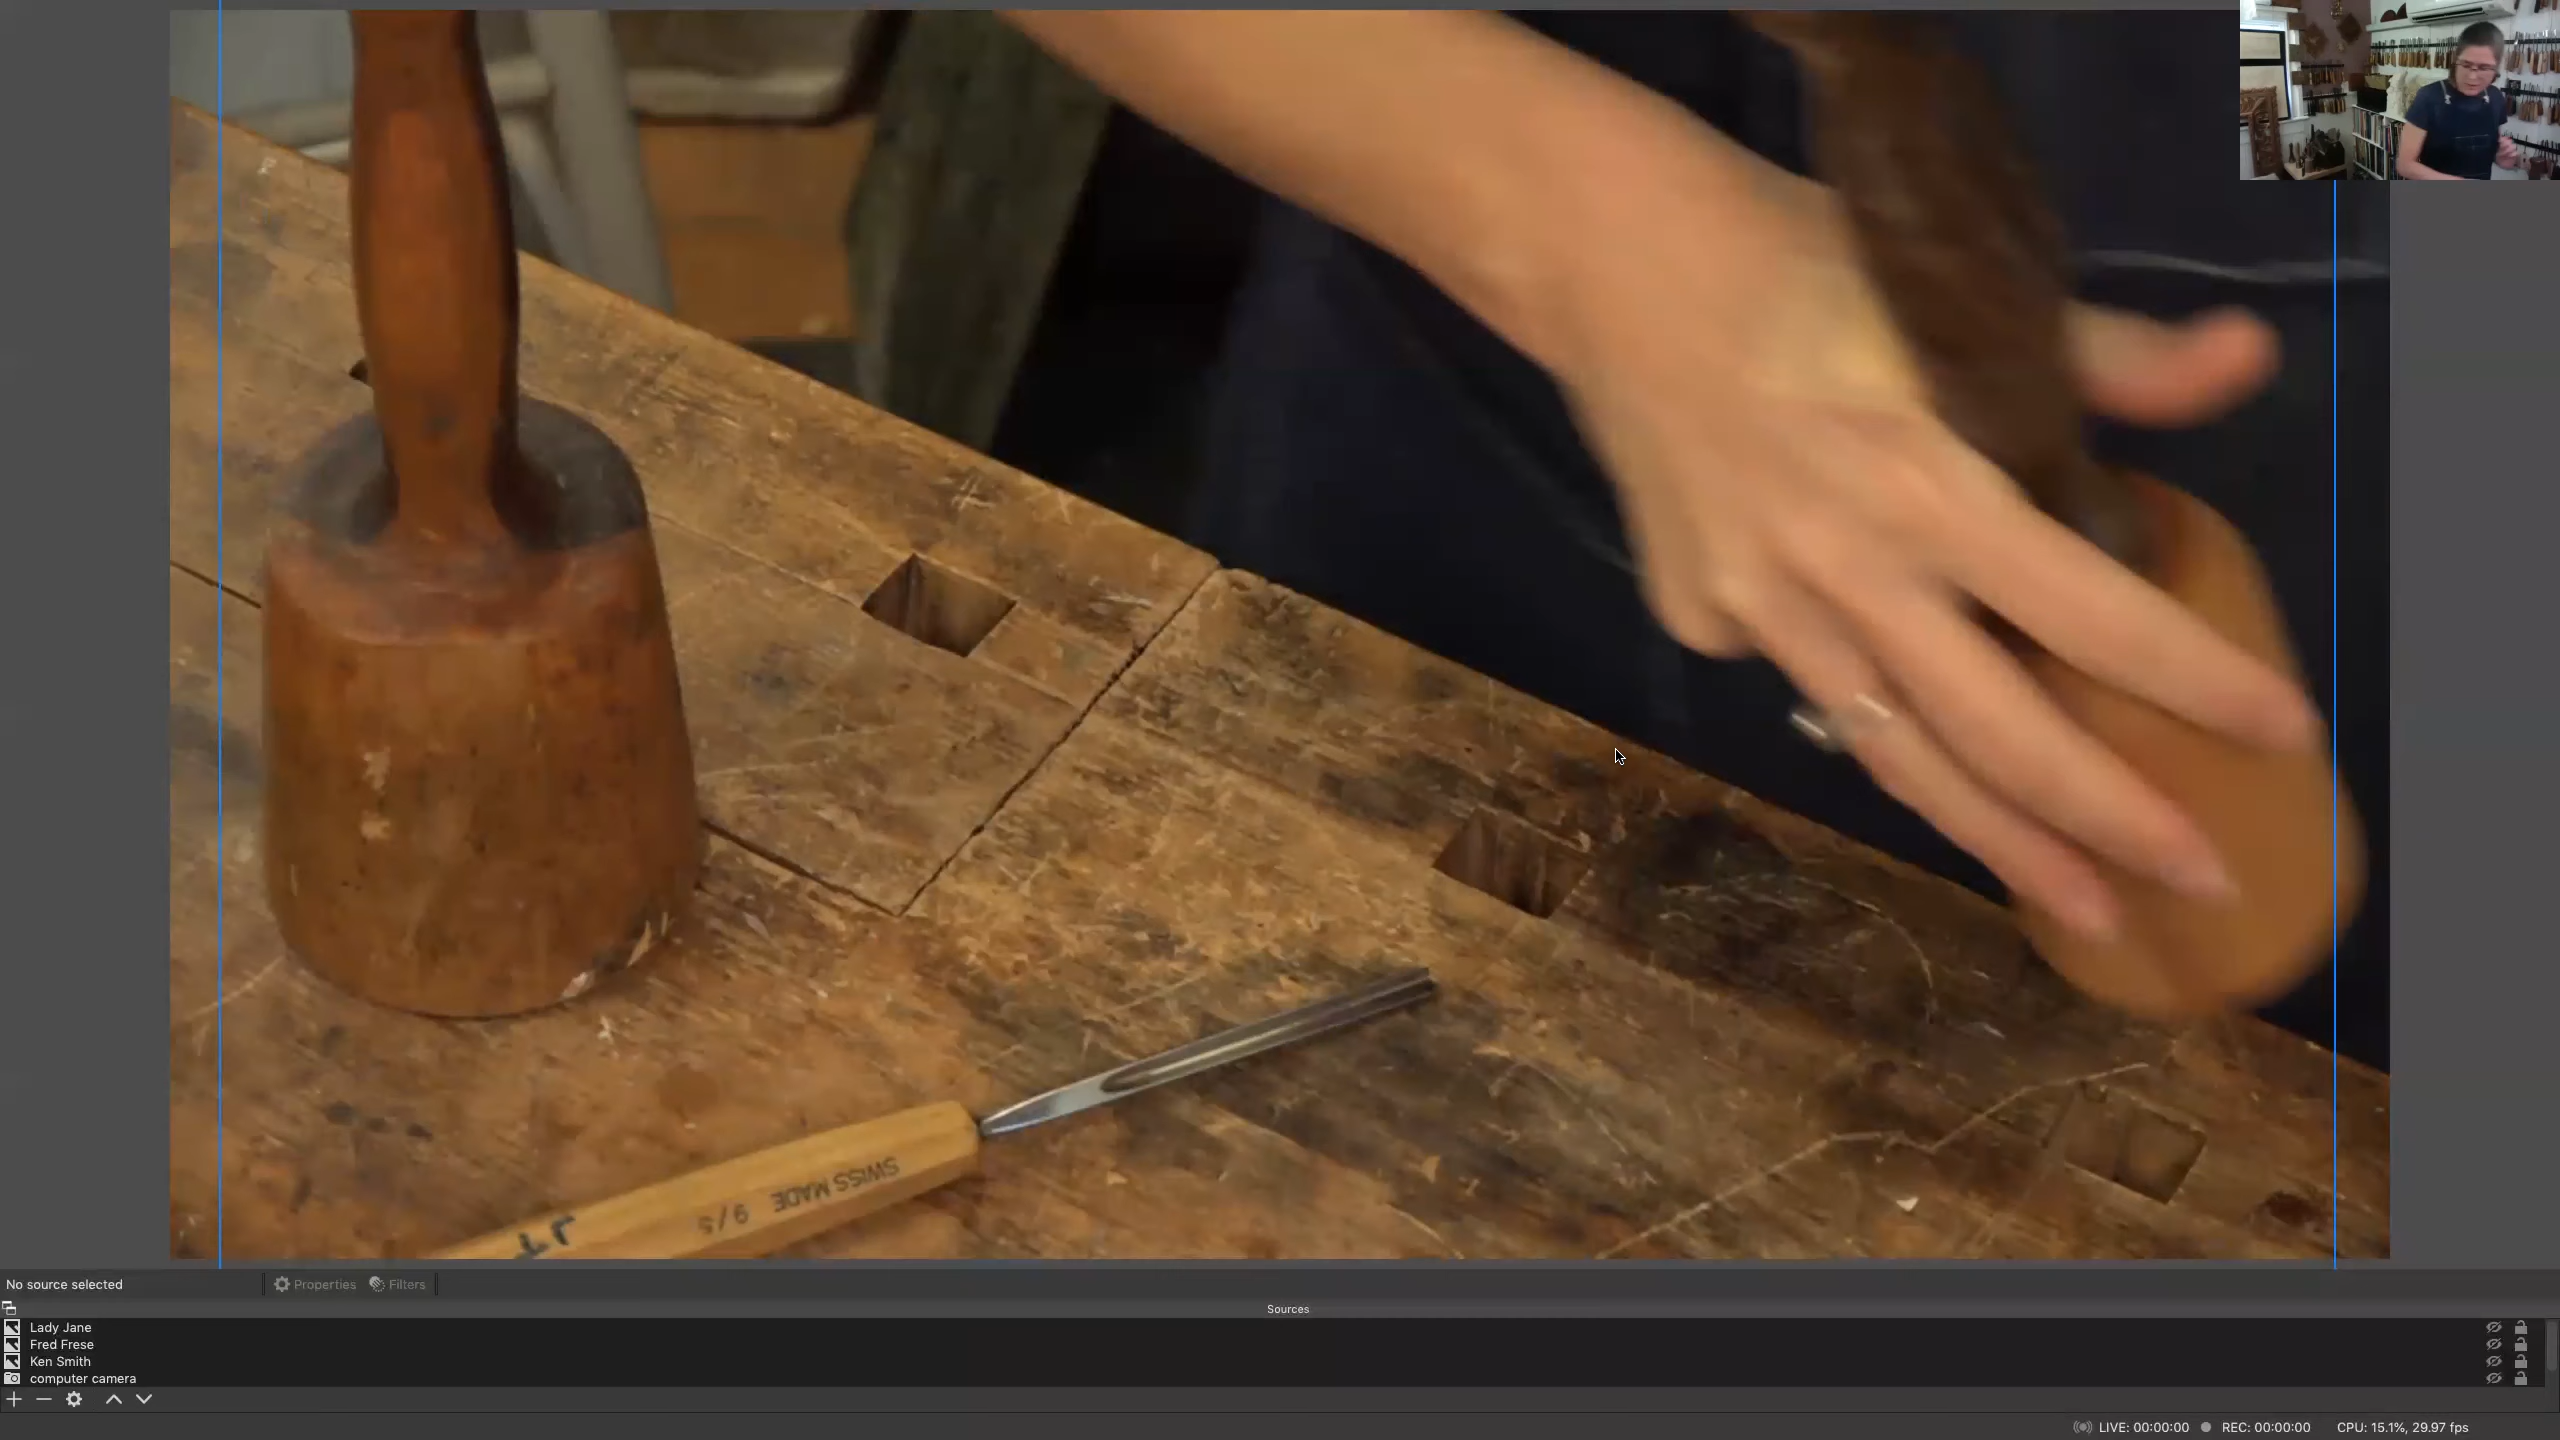 SWISS MADE
9/5
JT
No source selected
Properties
Filters
Sources
Lady Jane
Fred Frese
Ken Smith
computer camera
LIVE: 00:00:00
REC: 00:00:00
CPU: 15.1%, 29.97 fps